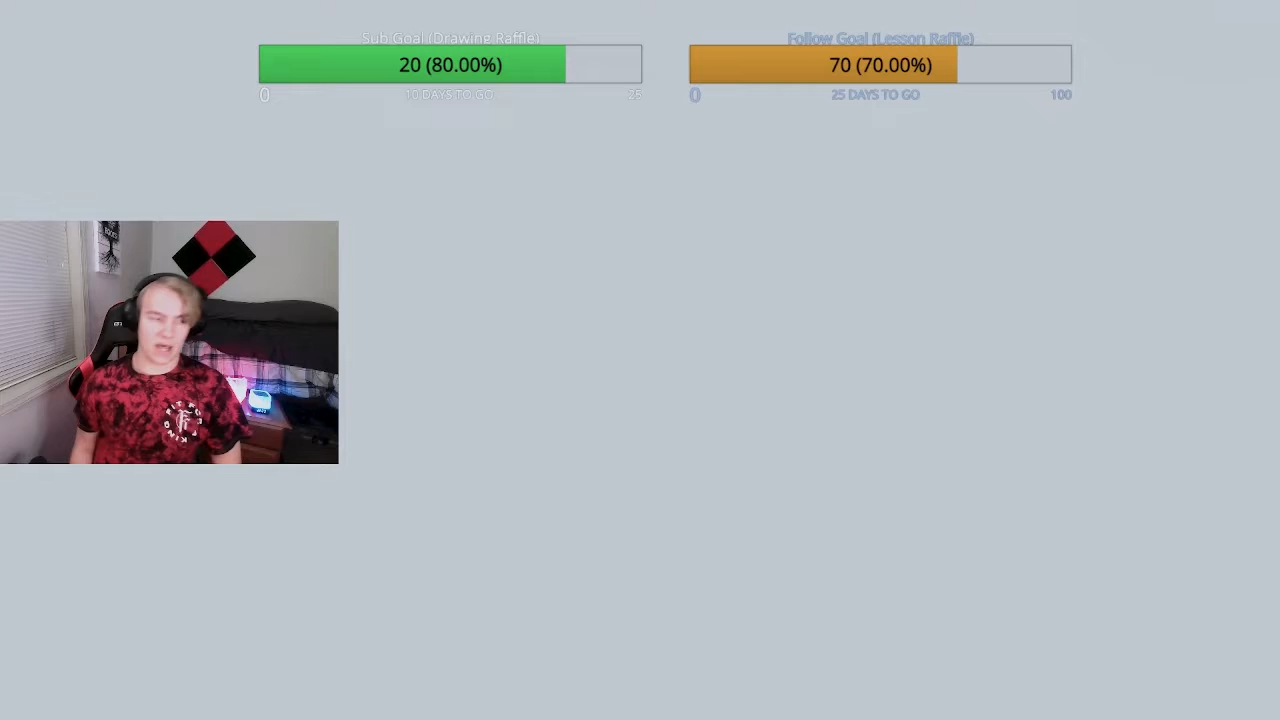 Sub Goal (Drawing Raffle)
20 (80.00%)
0
10 DAYS TO GO
25
Follow Goal (Lesson Raffle)
70 (70.00%)
0
25 DAYS TO GO
100